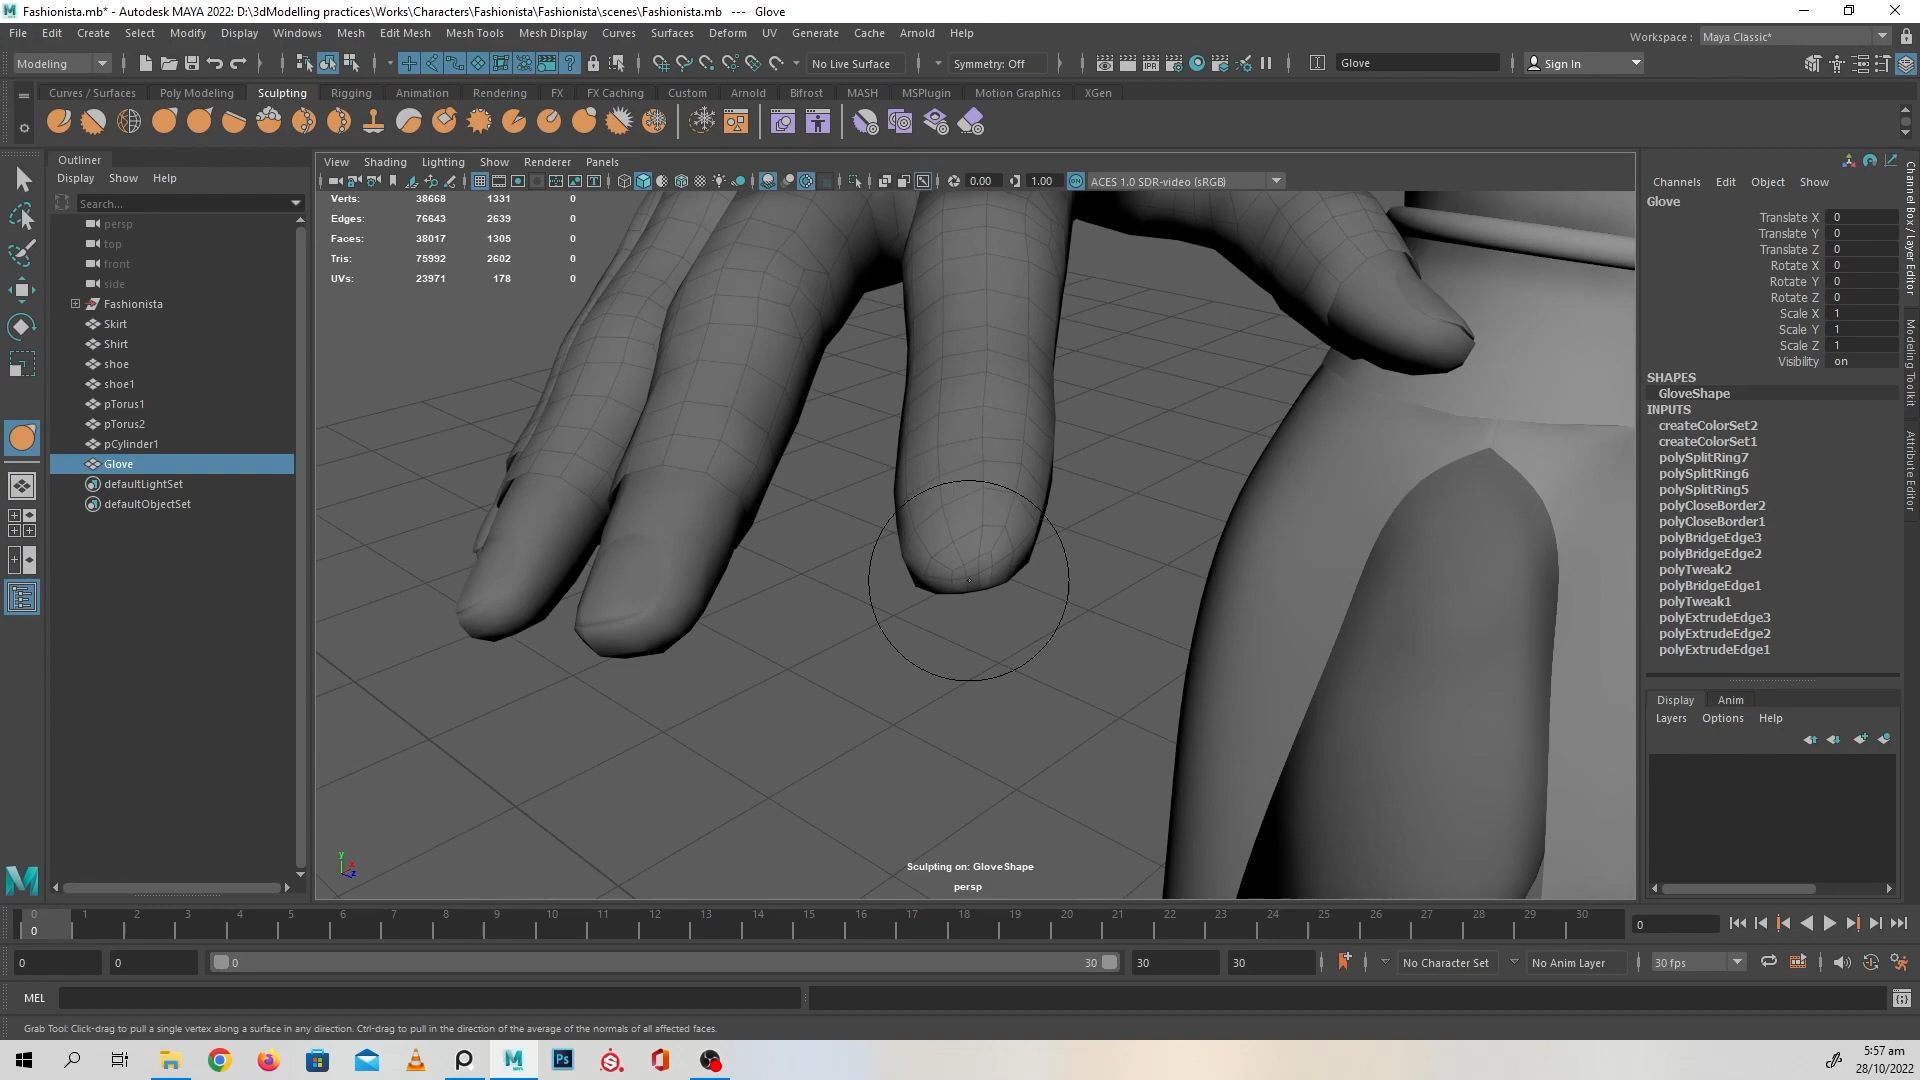 Fashionista.mb* - Autodesk MAYA 2022: D:\3dModelling practices\Works\Characters\Fashionista\Fashionista\scenes\Fashionista.mb   ---   Glove
File Edit Create Select Modify Display Windows Mesh Edit Mesh Mesh Tools Mesh Display Curves Surfaces Deform UV Generate Cache Arnold Help
Workspace : Maya Classic*
Modeling No Live Surface Symmetry: Off Glove Sign In
Curves / Surfaces Poly Modeling Sculpting Rigging Animation Rendering FX FX Caching Custom Arnold Bifrost MASH MSPlugin Motion Graphics XGen
Outliner
Display Show Help
Search...
persp
top
front
side
Fashionista
Skirt
Shirt
shoe
shoe1
pTorus1
pTorus2
pCylinder1
Glove
defaultLightSet
defaultObjectSet
View Shading Lighting Show Renderer Panels
0.00 1.00 ACES 1.0 SDR-video (sRGB)
Verts: 38668 1331 0
Edges: 76643 2639 0
Faces: 38017 1305 0
Tris: 75992 2602 0
UVs: 23971 178 0
y
x
z
Sculpting on: GloveShape
persp
Channels Edit Object Show
Glove
Translate X 0
Translate Y 0
Translate Z 0
Rotate X 0
Rotate Y 0
Rotate Z 0
Scale X 1
Scale Y 1
Scale Z 1
Visibility on
SHAPES
GloveShape
INPUTS
createColorSet2
createColorSet1
polySplitRing7
polySplitRing6
polySplitRing5
polyCloseBorder2
polyCloseBorder1
polyBridgeEdge3
polyBridgeEdge2
polyTweak2
polyBridgeEdge1
polyTweak1
polyExtrudeEdge3
polyExtrudeEdge2
polyExtrudeEdge1
Display Anim
Layers Options Help
Channel Box / Layer Editor
Modeling Toolkit
Attribute Editor
0 1 2 3 4 5 6 7 8 9 10 11 12 13 14 15 16 17 18 19 20 21 22 23 24 25 26 27 28 29 30
0
0
0 0 0 30 30 30 No Character Set No Anim Layer 30 fps
MEL
Grab Tool: Click-drag to pull a single vertex along a surface in any direction. Ctrl-drag to pull in the direction of the average of the normals of all affected faces.
M
Ps
5:57 am
28/10/2022